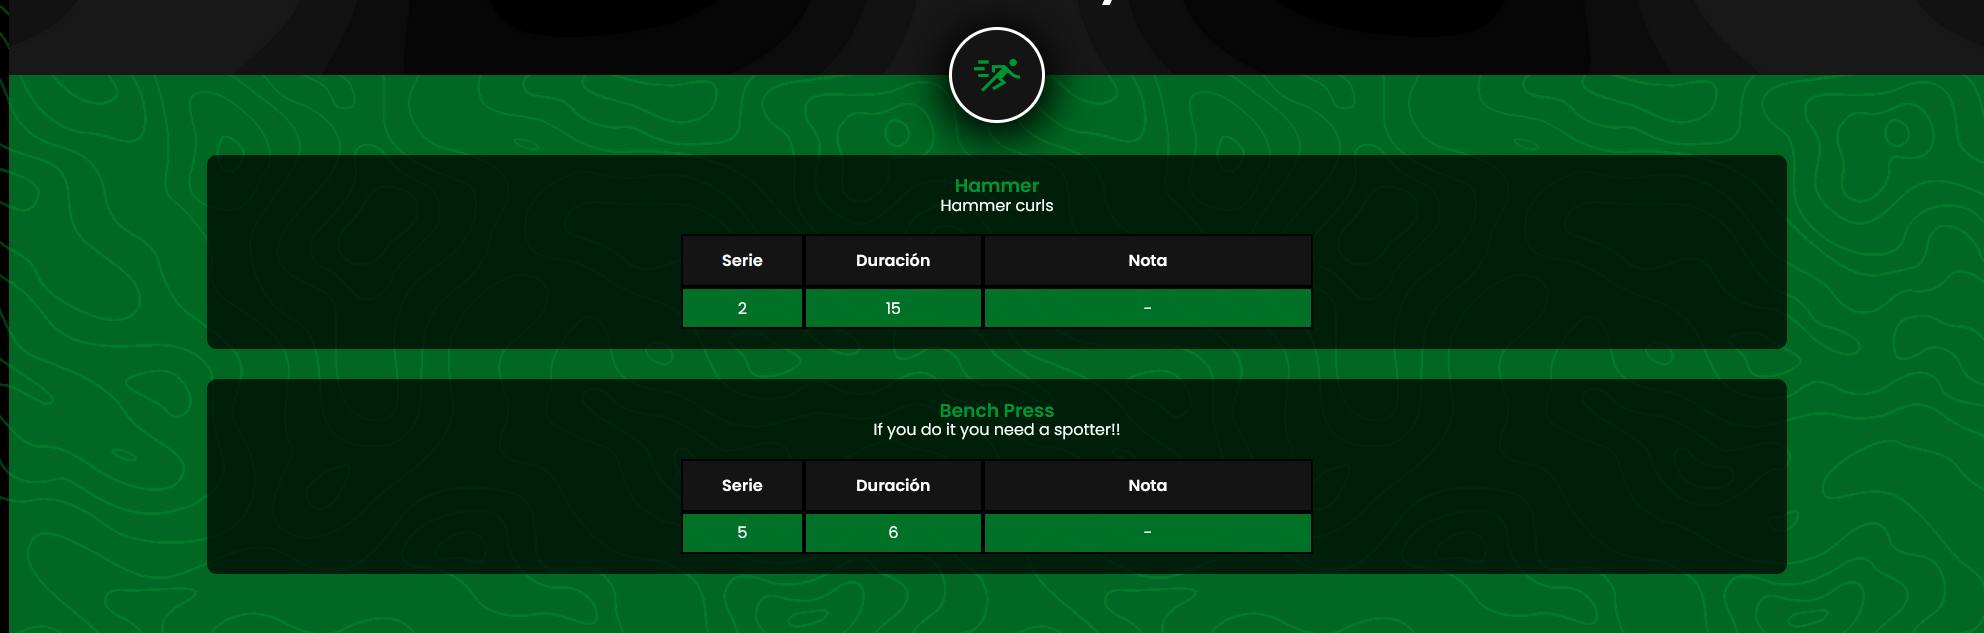 Hammer
Hammer curls
Serie Duración Nota
2 15 -
Bench Press
If you do it you need a spotter!!
Serie Duración Nota
5 6 -